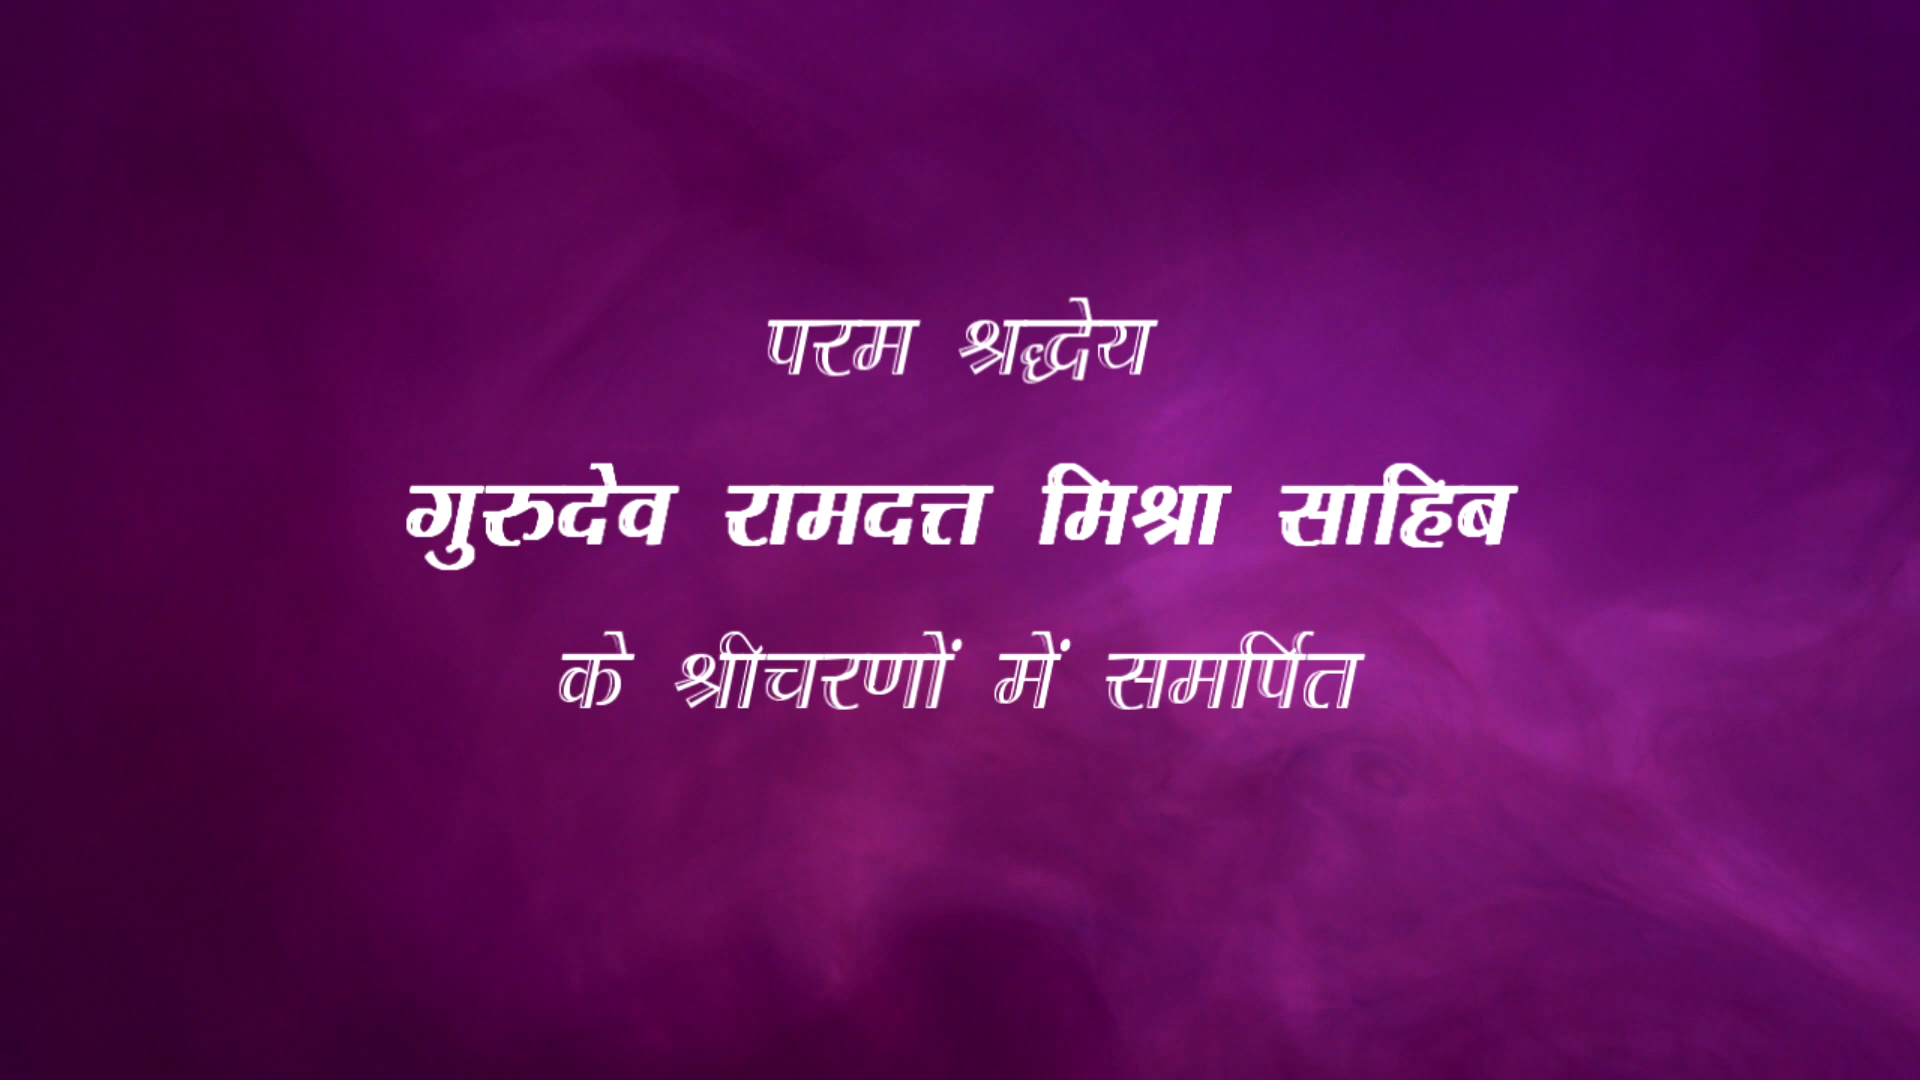 परम श्रद्धेय
गुरुदेव रामदत्त मिश्रा साहिब
के श्रीचरणों में समर्पित